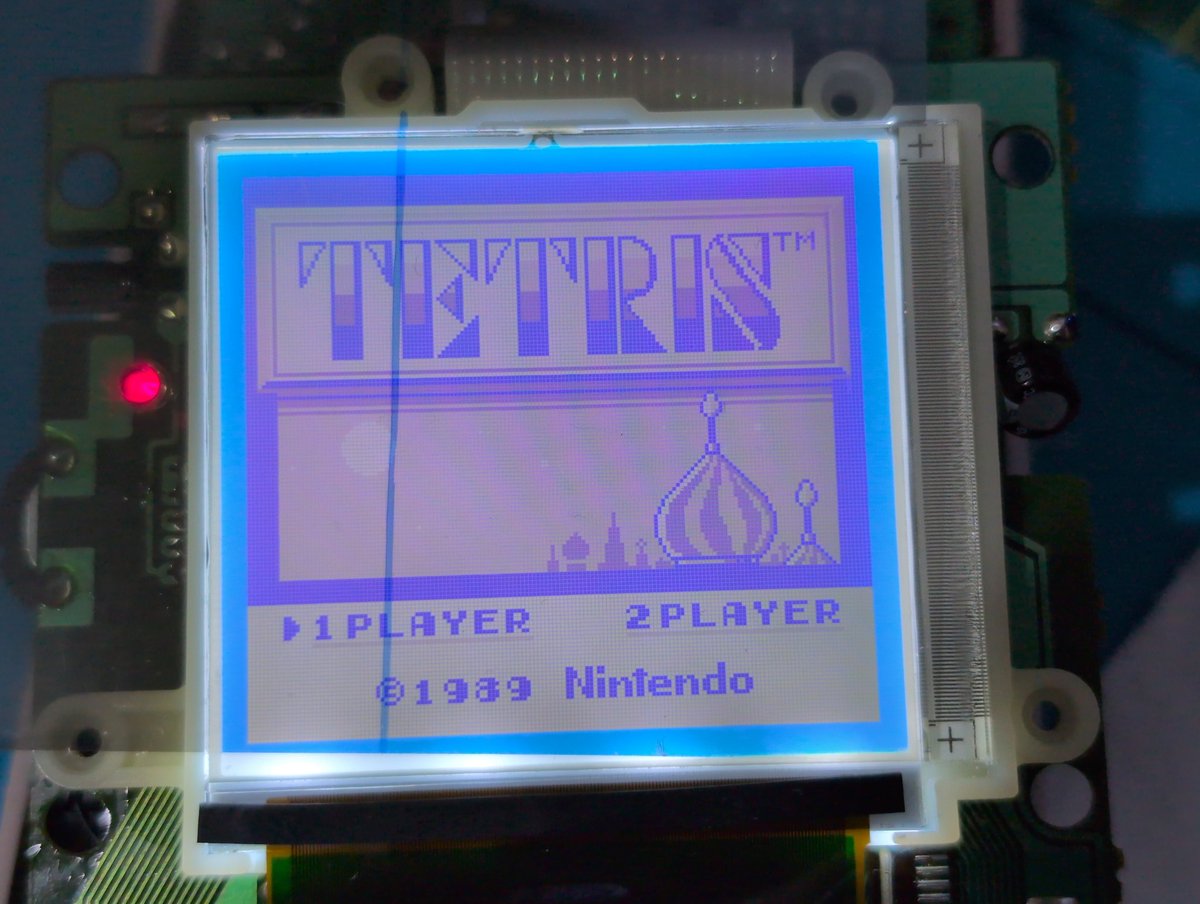 TETRIS™
▶1PLAYER 2PLAYER
©1989 Nintendo